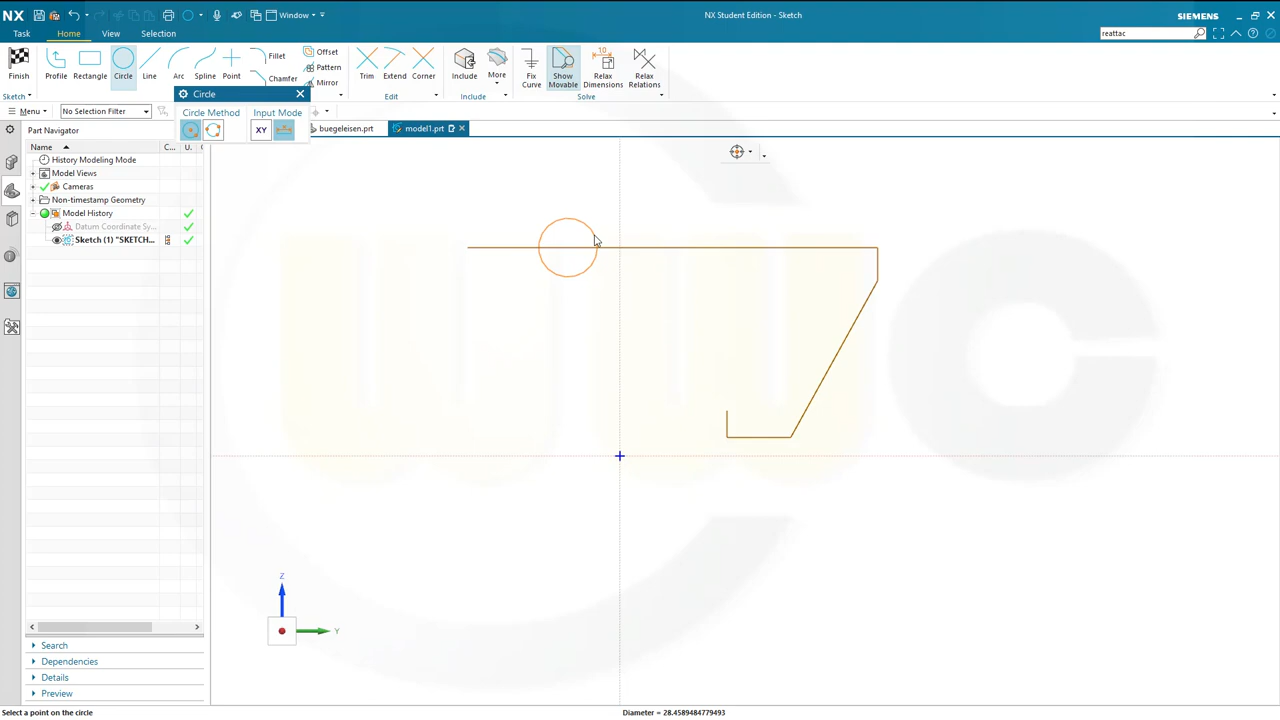 NX
Window
NX Student Edition - Sketch
SIEMENS
Task
Home
View
Selection
reattac
Finish
Profile
Rectangle
Circle
Line
Arc
Spline
Point
Fillet
Chamfer
Offset
Pattern
Mirror
Trim
Extend
Corner
Include
More
Fix
Curve
Show
Movable
10
Relax
Dimensions
Relax
Relations
Sketch
Edit
Include
Solve
Circle
Menu
No Selection Filter
Circle Method
Input Mode
XY
Part Navigator
buegeleisen.prt
model1.prt
Name
C...
U.
History Modeling Mode
Model Views
Cameras
Non-timestamp Geometry
Model History
Datum Coordinate Sy...
Sketch (1) "SKETCH...
Z
Y
Search
Dependencies
Details
Preview
Select a point on the circle
Diameter = 28.4589484779493